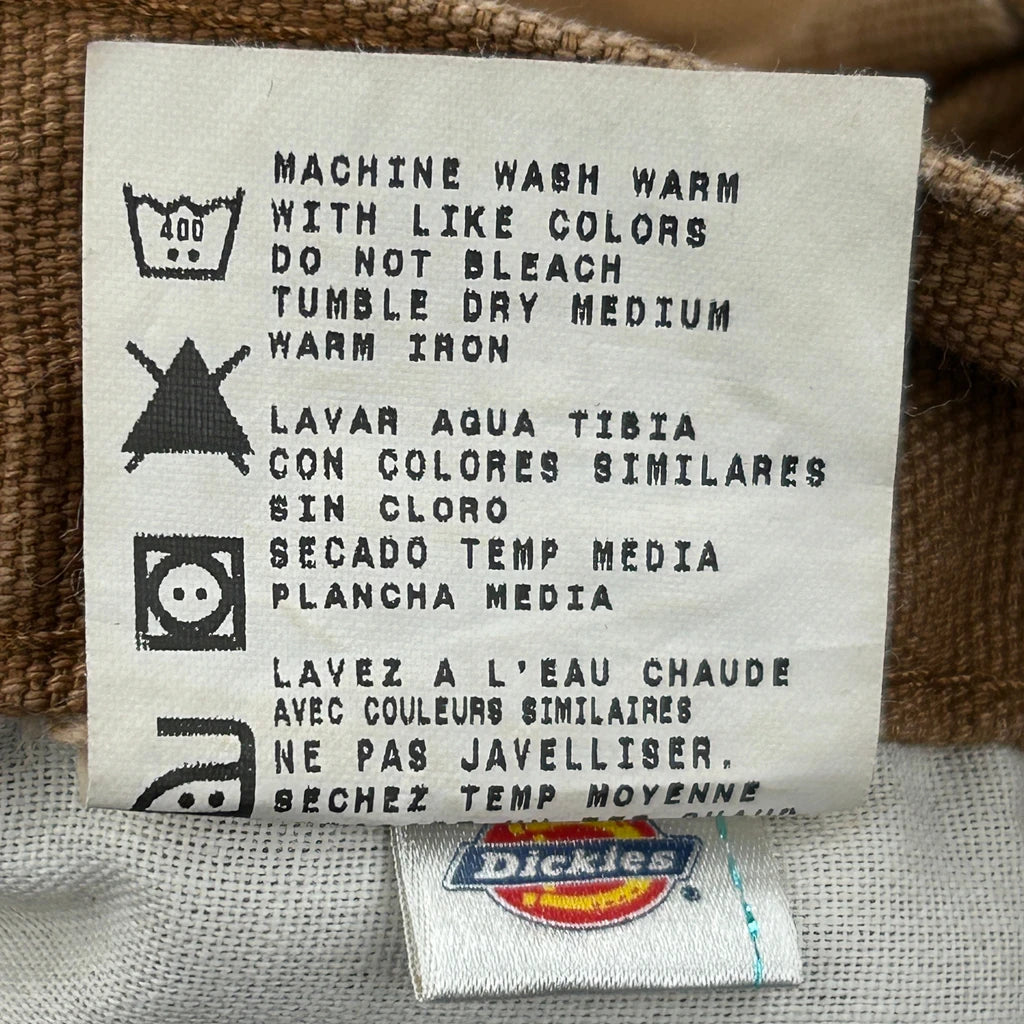 MACHINE WASH WARM
WITH LIKE COLORS
DO NOT BLEACH
TUMBLE DRY MEDIUM
WARM IRON
400
LAVAR AGUA TIBIA
CON COLORES SIMILARES
SIN CLORO
SECADO TEMP MEDIA
PLANCHA MEDIA
LAVEZ A L'EAU CHAUDE
AVEC COULEURS SIMILAIRES
NE PAS JAVELLISER.
SECHEZ TEMP MOYENNE
Dickies